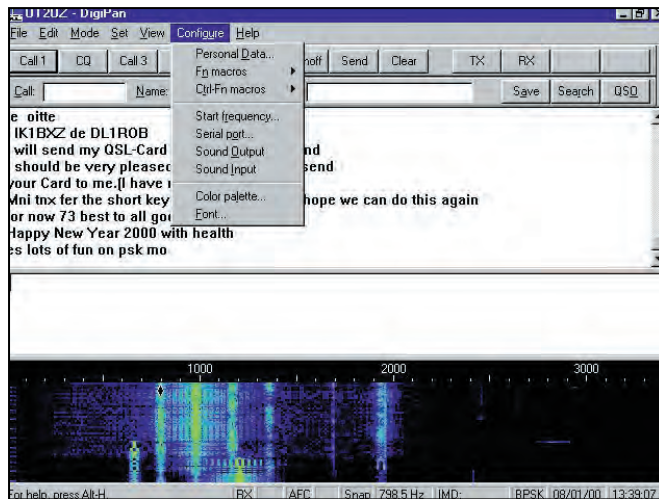 UT2UZ - DigiPan
File Edit Mode Set View Configure Help
Call 1 CQ Call 3 Send Clear TX RX
Call: Name: Save Search QSO
Personal Data...
Fn macros
Ctrl-Fn macros
Start frequency...
Serial port...
Sound Output
Sound Input
Color palette...
Font...
e oitte
IK1BXZ de DL1ROB
will send my QSL-Card nd
should be very pleased send
your Card to me.[I have
Mni tnx fer the short key hope we can do this again
or now 73 best to all
Happy New Year 2000 with health
es lots of fun on psk mo
1000 2000 3000
For help, press Alt-H. RX AFC Snap 798.5 Hz IMD: BPSK 08/01/00 13:39:07